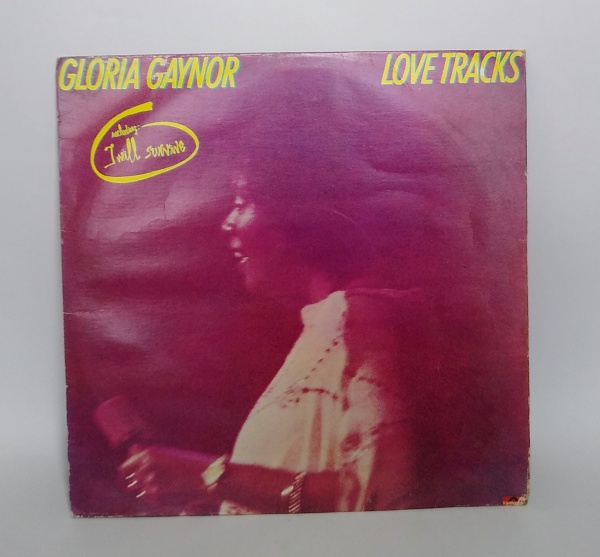 GLORIA GAYNOR
LOVE TRACKS
including:
I will survive